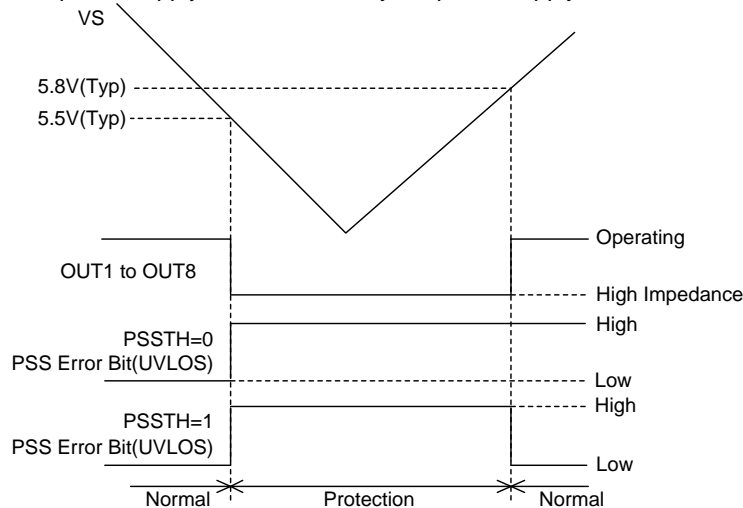 VS
5.8V(Typ)
5.5V(Typ)
Operating
OUT1 to OUT8
High Impedance
High
PSSTH=0
PSS Error Bit(UVLOS)
Low
High
PSSTH=1
PSS Error Bit(UVLOS)
Low
Normal Protection Normal